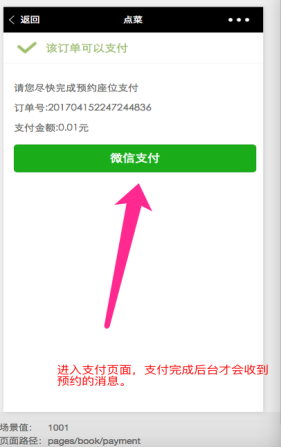 返回 点菜
该订单可以支付
请您尽快完成预约座位支付
订单号:201704152247244836
支付金额:0.01元
微信支付
进入支付页面，支付完成后台才会收到
预约的消息。
场景值： 1001
页面路径： pages/book/payment